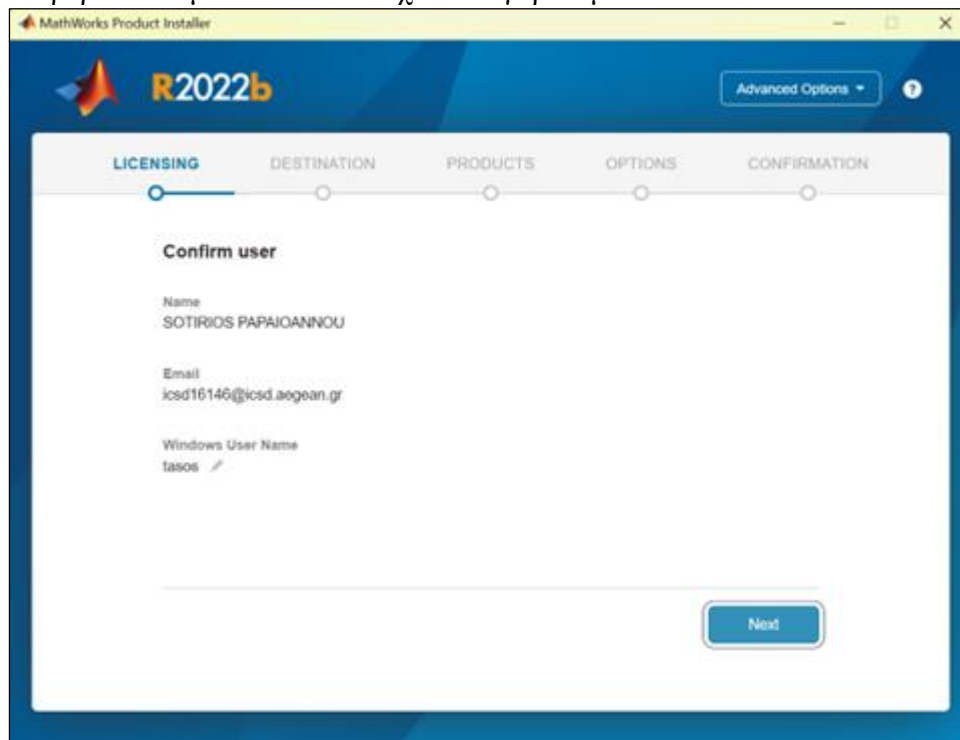 MathWorks Product Installer
R2022b
Advanced Options
?
LICENSING DESTINATION PRODUCTS OPTIONS CONFIRMATION
Confirm user
Name
SOTIRIOS PAPAIOANNOU
Email
icsd16146@icsd.aegean.gr
Windows User Name
tasos
Next